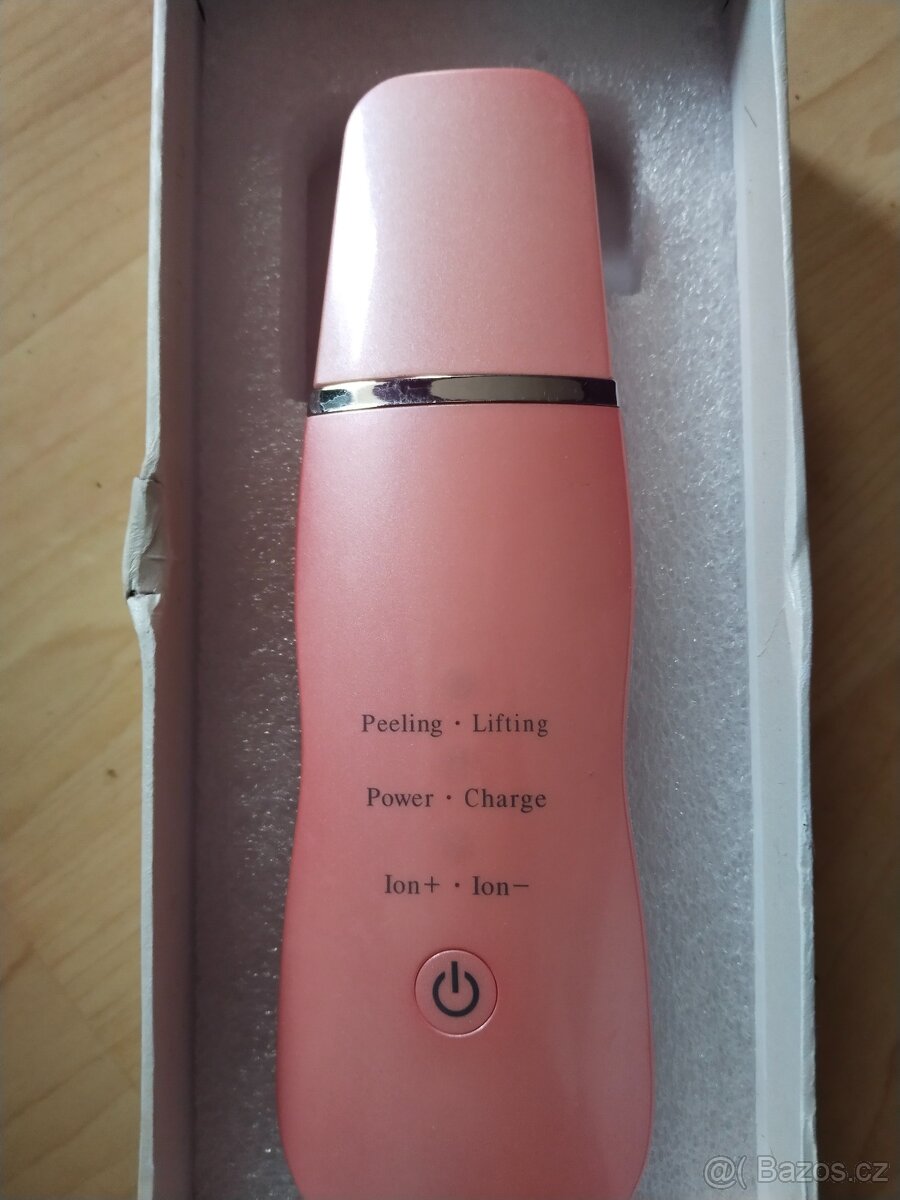 Peeling · Lifting
Power · Charge
Ion+ · Ion−
@( Bazos.cz